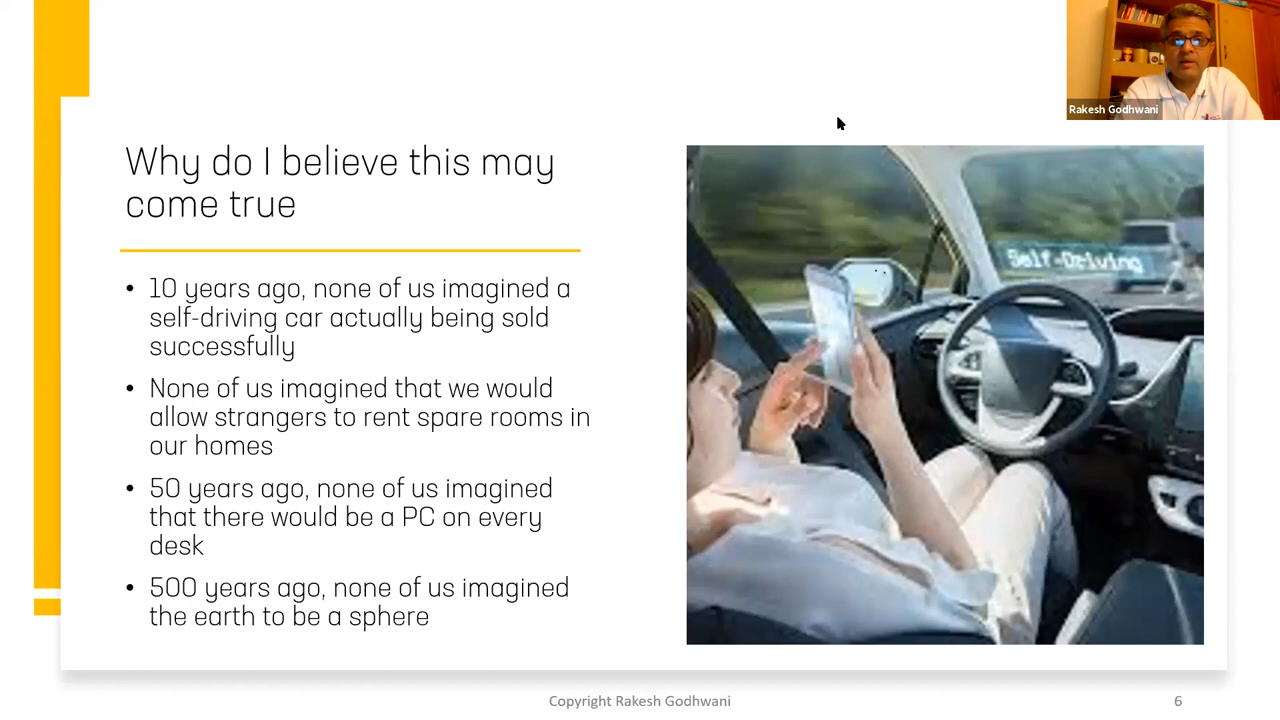 Rakesh Godhwani
Why do I believe this may
come true
• 10 years ago, none of us imagined a
self-driving car actually being sold
successfully
• None of us imagined that we would
allow strangers to rent spare rooms in
our homes
• 50 years ago, none of us imagined
that there would be a PC on every
desk
• 500 years ago, none of us imagined
the earth to be a sphere
Self-Driving
Copyright Rakesh Godhwani
6